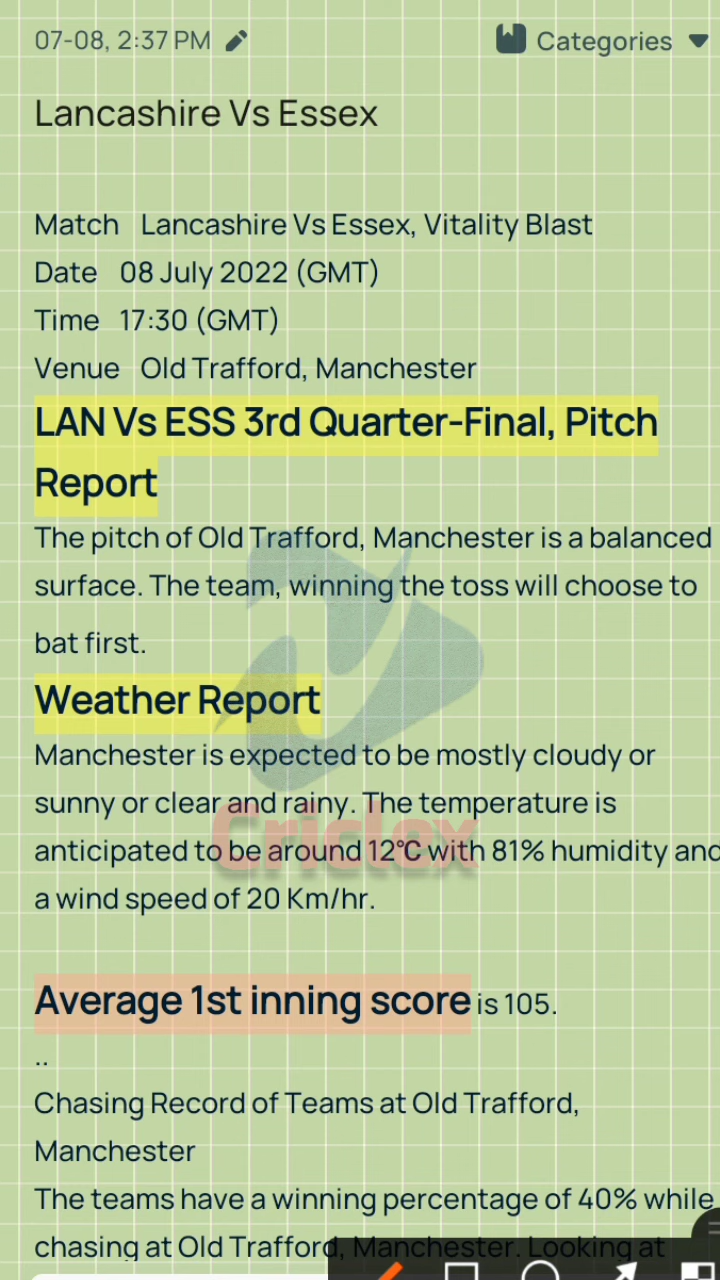 07-08, 2:37 PM
Categories
Lancashire Vs Essex
Match Lancashire Vs Essex, Vitality Blast
Date 08 July 2022 (GMT)
Time 17:30 (GMT)
Venue Old Trafford, Manchester
LAN Vs ESS 3rd Quarter-Final, Pitch
Report
The pitch of Old Trafford, Manchester is a balanced
surface. The team, winning the toss will choose to
bat first.
Weather Report
Manchester is expected to be mostly cloudy or
sunny or clear and rainy. The temperature is
Criclex
anticipated to be around 12℃ with 81% humidity and
a wind speed of 20 Km/hr.
Average 1st inning score is 105.
..
Chasing Record of Teams at Old Trafford,
Manchester
The teams have a winning percentage of 40% while
chasing at Old Trafford, Manchester. Looking at